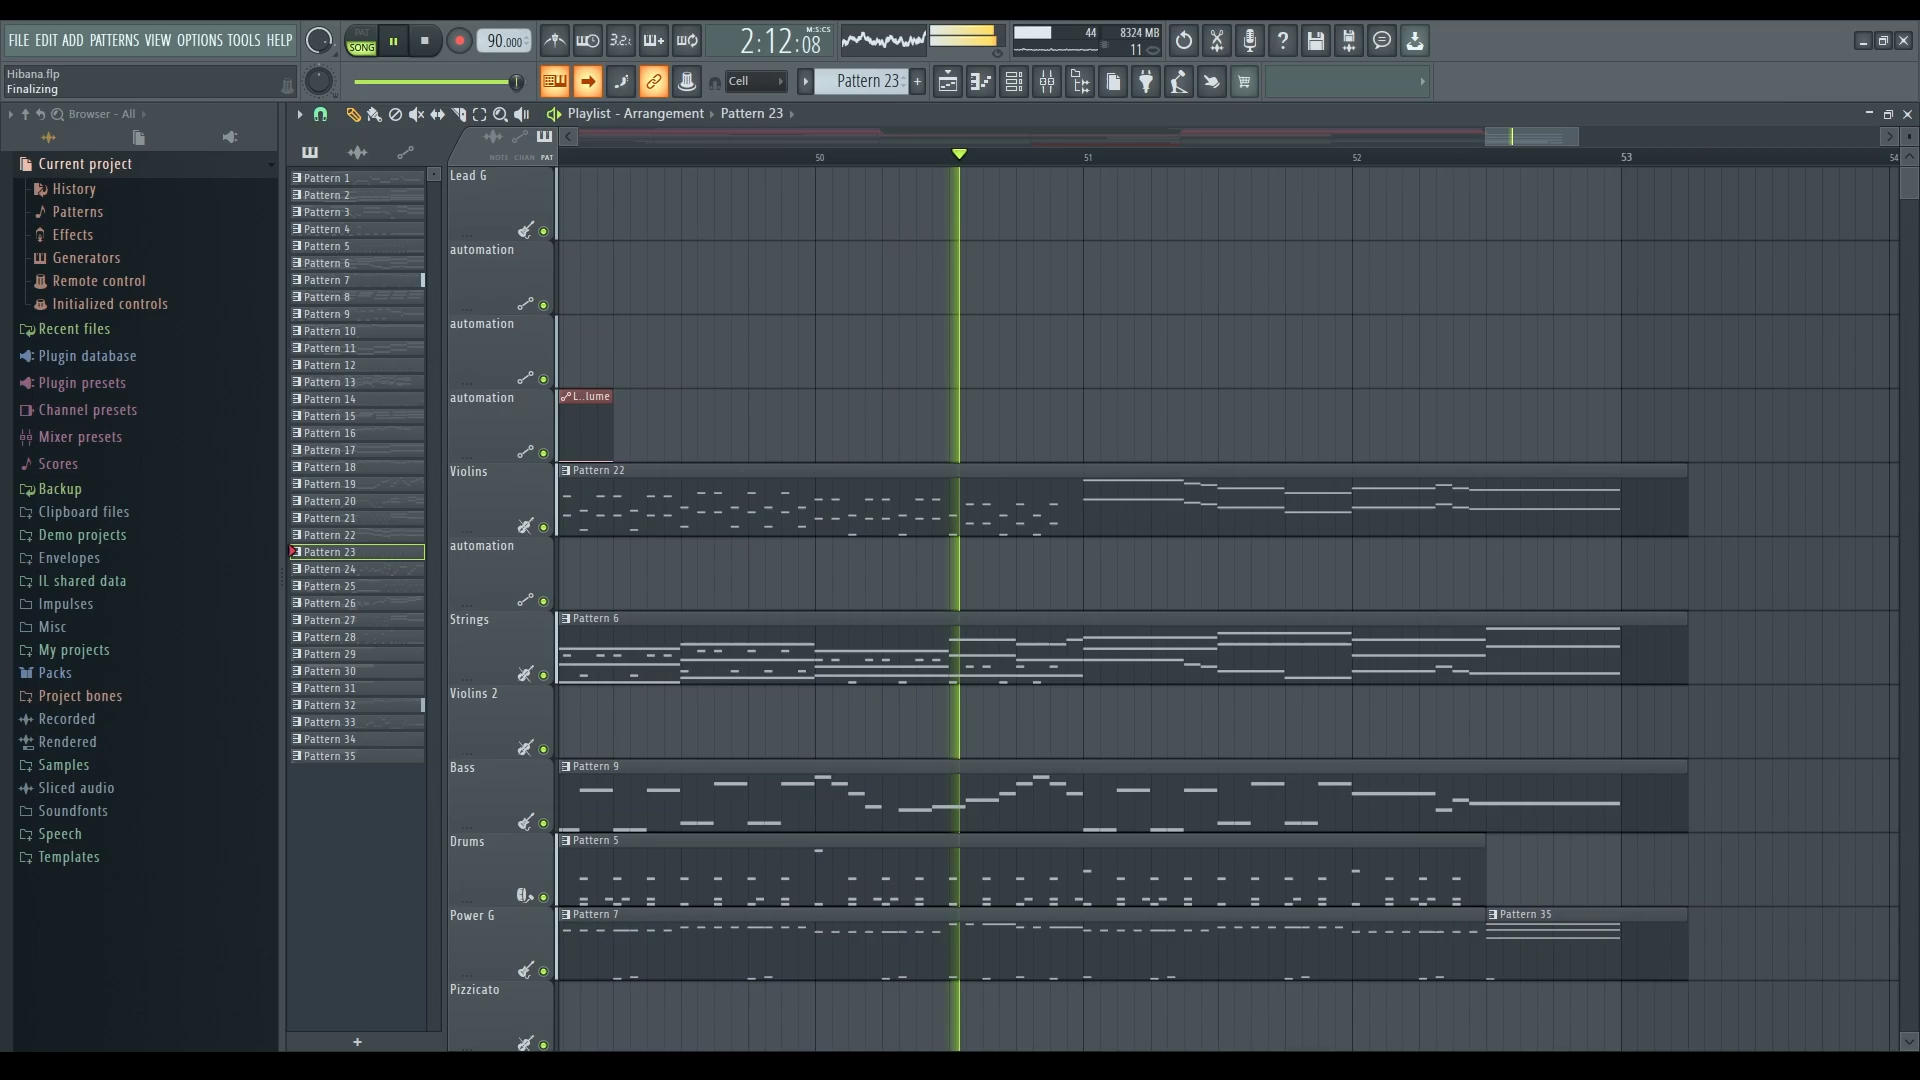 FILE EDIT ADD PATTERNS VIEW OPTIONS TOOLS HELP
PAT
SONG
90.000
3.2.
2:12:08
M:S:CS
44
8324 MB
11
Hibana.flp
Finalizing
Cell
Pattern 23
Browser - All
Playlist - Arrangement
Pattern 23
NOTE CHAN PAT
50
51
52
53
54
Current project
History
Patterns
Effects
Generators
Remote control
Initialized controls
Recent files
Plugin database
Plugin presets
Channel presets
Mixer presets
Scores
Backup
Clipboard files
Demo projects
Envelopes
IL shared data
Impulses
Misc
My projects
Packs
Project bones
Recorded
Rendered
Samples
Sliced audio
Soundfonts
Speech
Templates
Pattern 1
Pattern 2
Pattern 3
Pattern 4
Pattern 5
Pattern 6
Pattern 7
Pattern 8
Pattern 9
Pattern 10
Pattern 11
Pattern 12
Pattern 13
Pattern 14
Pattern 15
Pattern 16
Pattern 17
Pattern 18
Pattern 19
Pattern 20
Pattern 21
Pattern 22
Pattern 23
Pattern 24
Pattern 25
Pattern 26
Pattern 27
Pattern 28
Pattern 29
Pattern 30
Pattern 31
Pattern 32
Pattern 33
Pattern 34
Pattern 35
Lead G
automation
automation
automation
L..lume
Violins
Pattern 22
automation
Strings
Pattern 6
Violins 2
Bass
Pattern 9
Drums
Pattern 5
Power G
Pattern 7
Pattern 35
Pizzicato